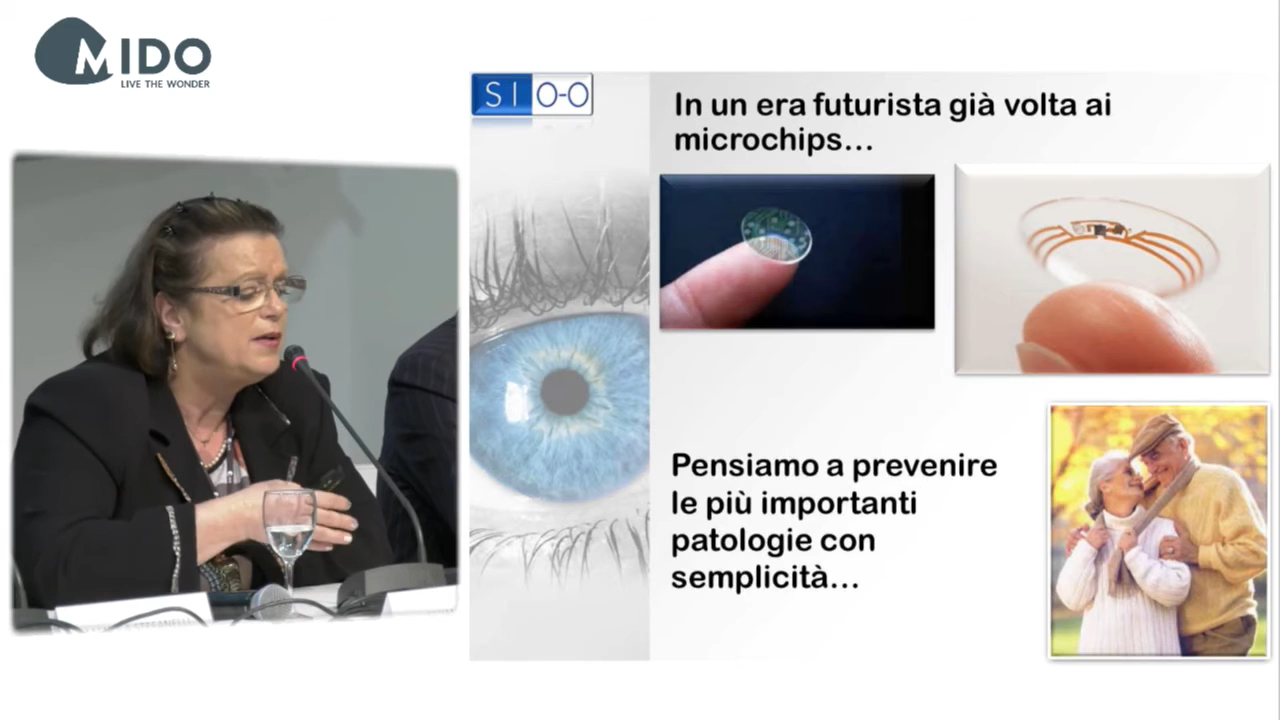 MIDO
LIVE THE WONDER
SI O-O
In un era futurista già volta ai
microchips...
Pensiamo a prevenire
le più importanti
patologie con
semplicità...